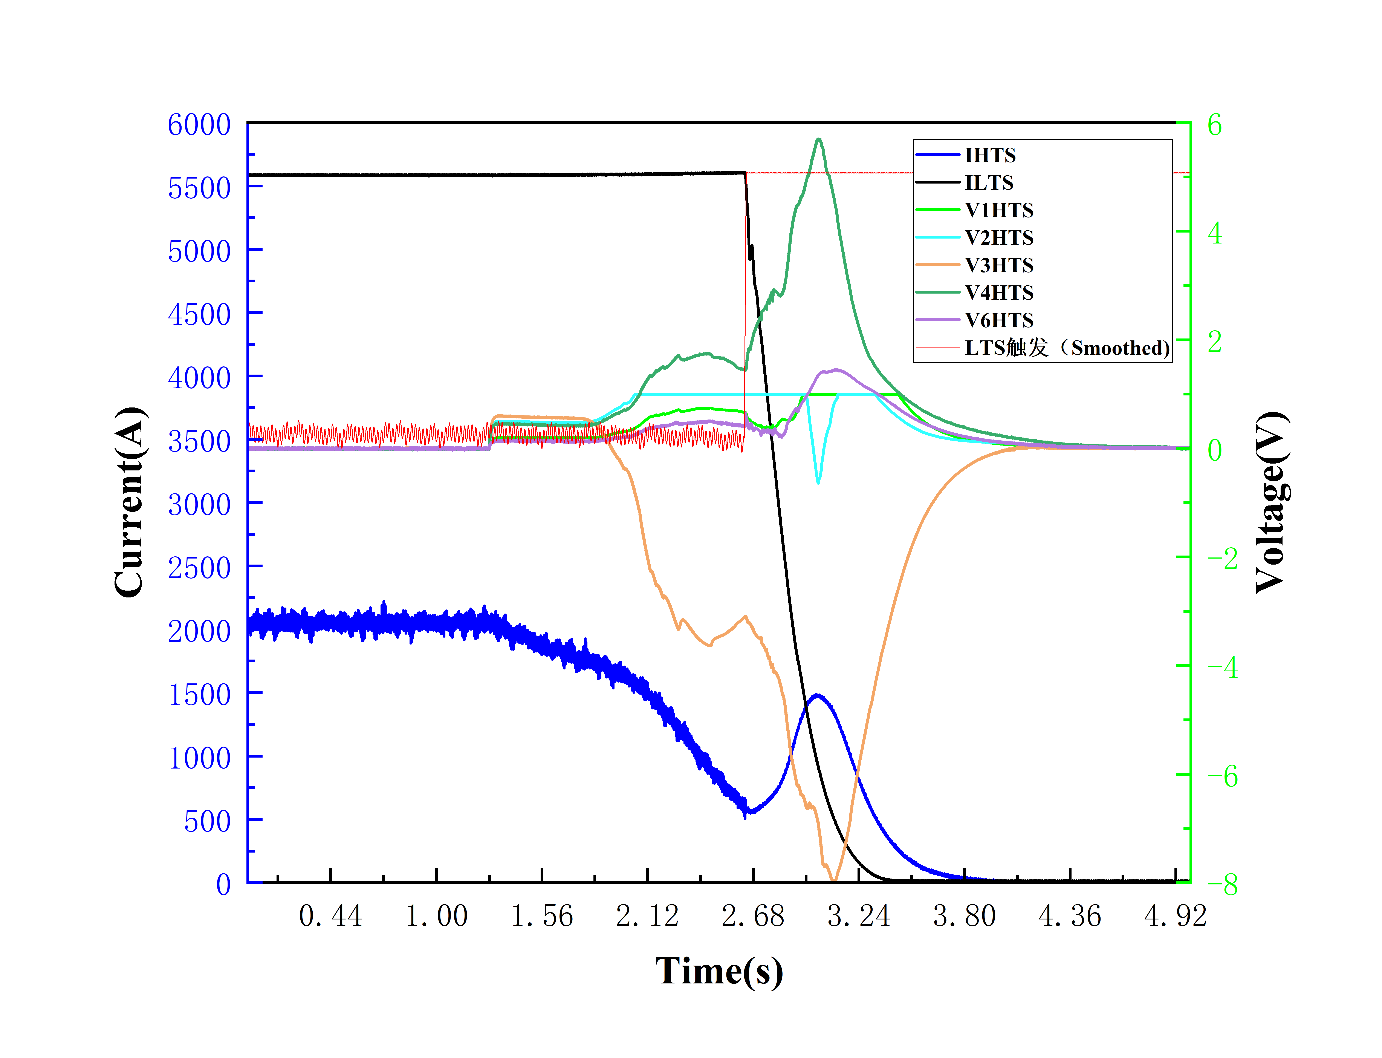 6000
5500
5000
4500
4000
3500
3000
2500
2000
1500
1000
500
0
Current(A)
6
4
2
0
-2
-4
-6
-8
Voltage(V)
IHTS
ILTS
V1HTS
V2HTS
V3HTS
V4HTS
V6HTS
LTS触发（Smoothed)
0.44 1.00 1.56 2.12 2.68 3.24 3.80 4.36 4.92
Time(s)